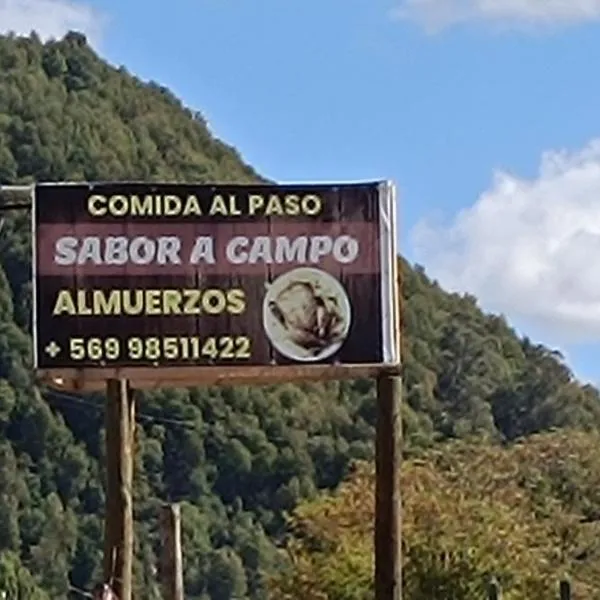 COMIDA AL PASO
SABOR A CAMPO
ALMUERZOS
+ 569 98511422